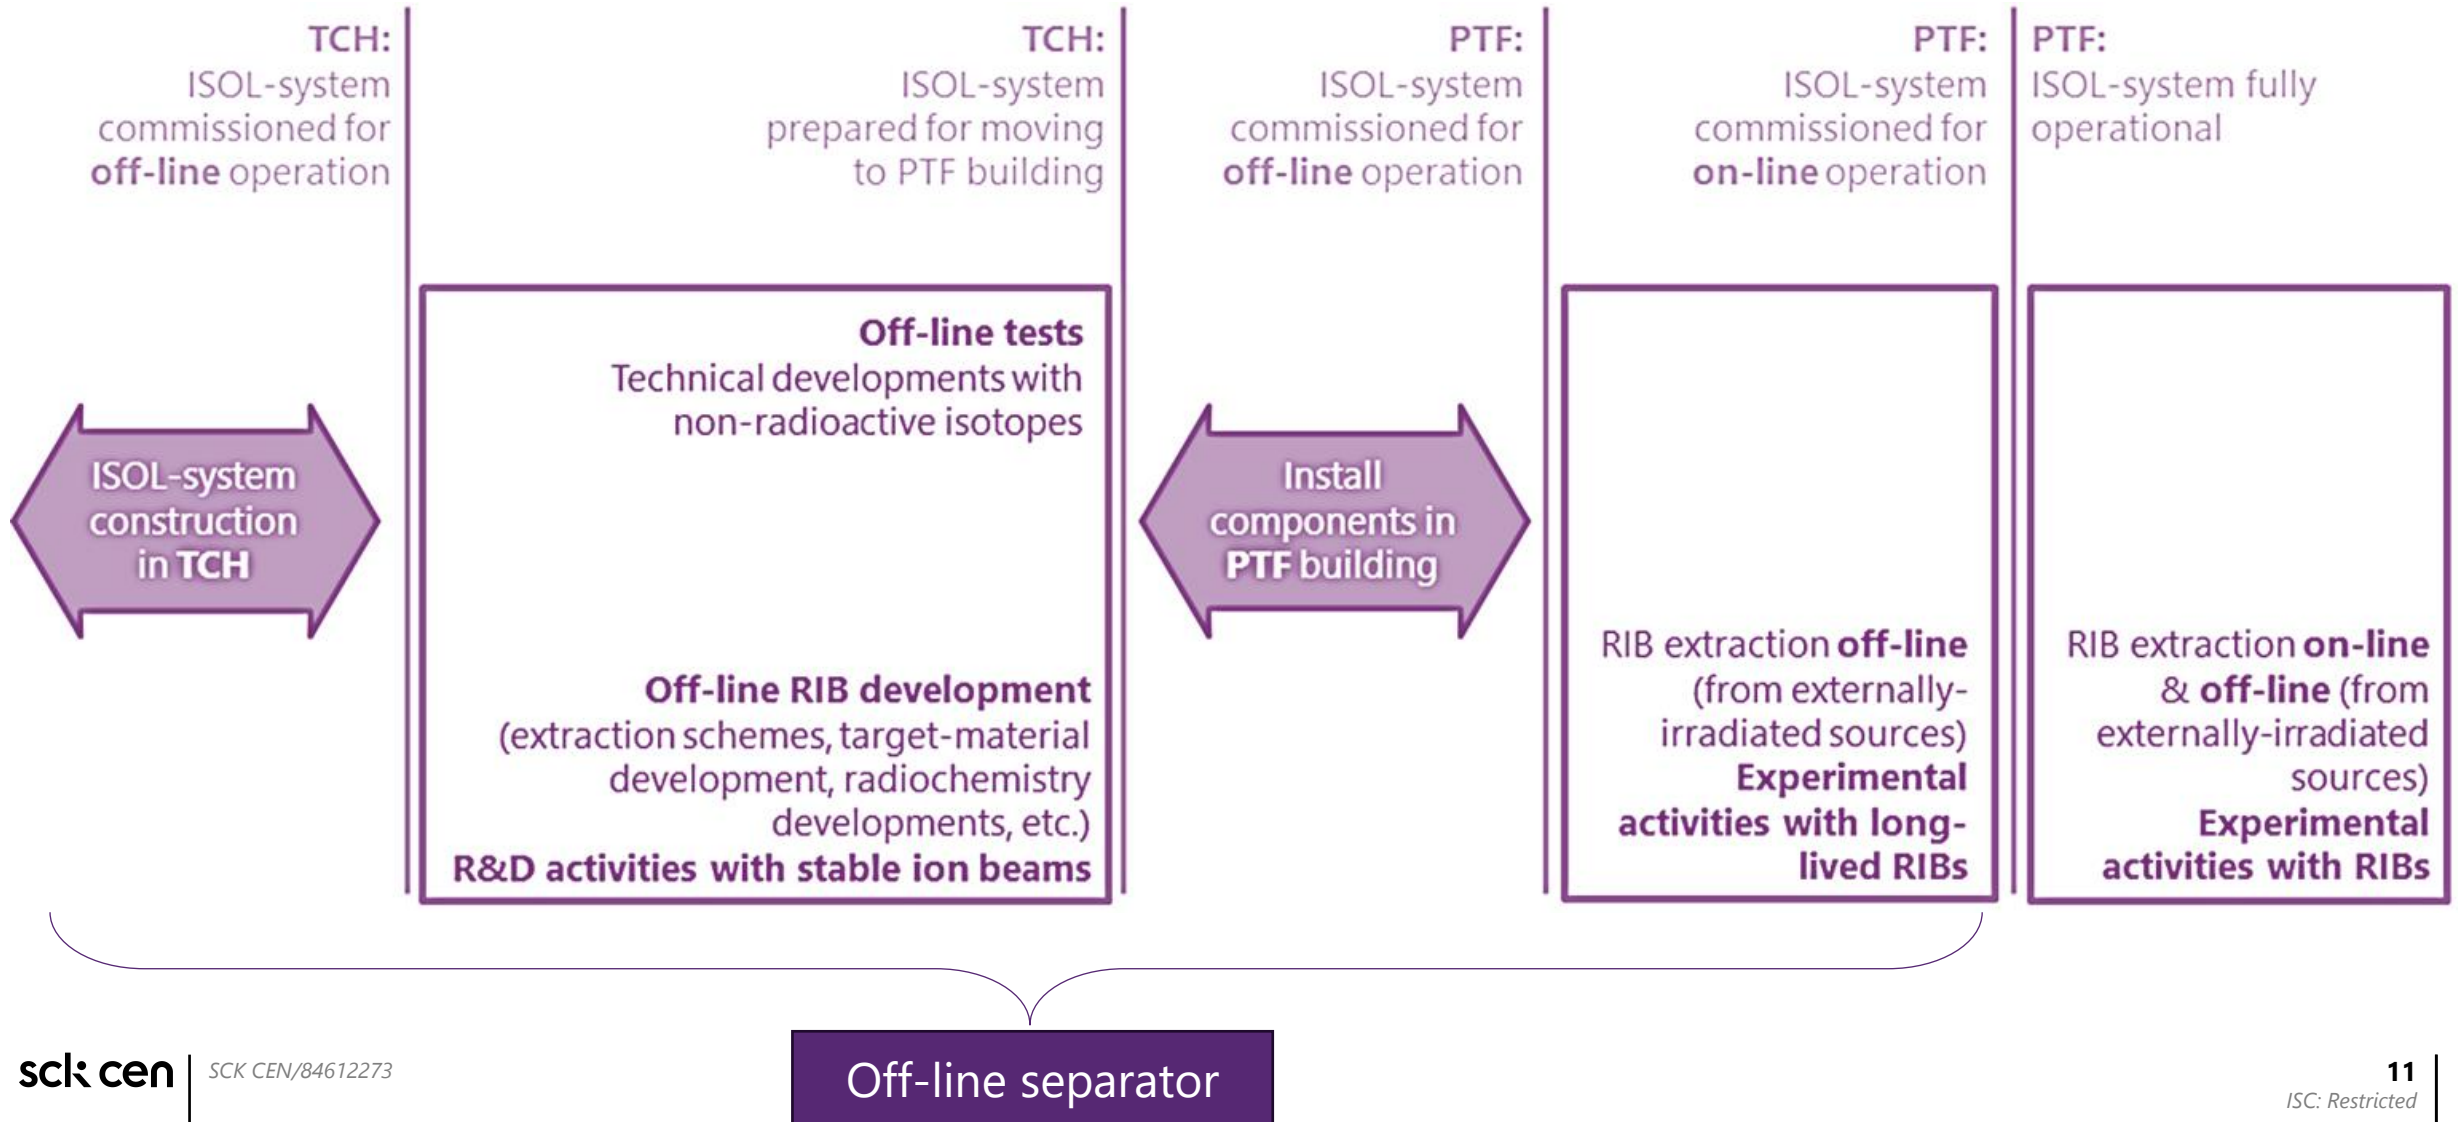 TCH:
ISOL-system
commissioned for
off-line operation
TCH:
ISOL-system
prepared for moving
to PTF building
PTF:
ISOL-system
commissioned for
off-line operation
PTF:
ISOL-system
commissioned for
on-line operation
PTF:
ISOL-system fully
operational
ISOL-system
construction
in TCH
Off-line tests
Technical developments with
non-radioactive isotopes
Off-line RIB development
(extraction schemes, target-material
development, radiochemistry
developments, etc.)
R&D activities with stable ion beams
Install
components in
PTF building
RIB extraction off-line
(from externally-
irradiated sources)
Experimental
activities with long-
lived RIBs
RIB extraction on-line
& off-line (from
externally-irradiated
sources)
Experimental
activities with RIBs
Off-line separator
sck cen
SCK CEN/84612273
11
ISC: Restricted